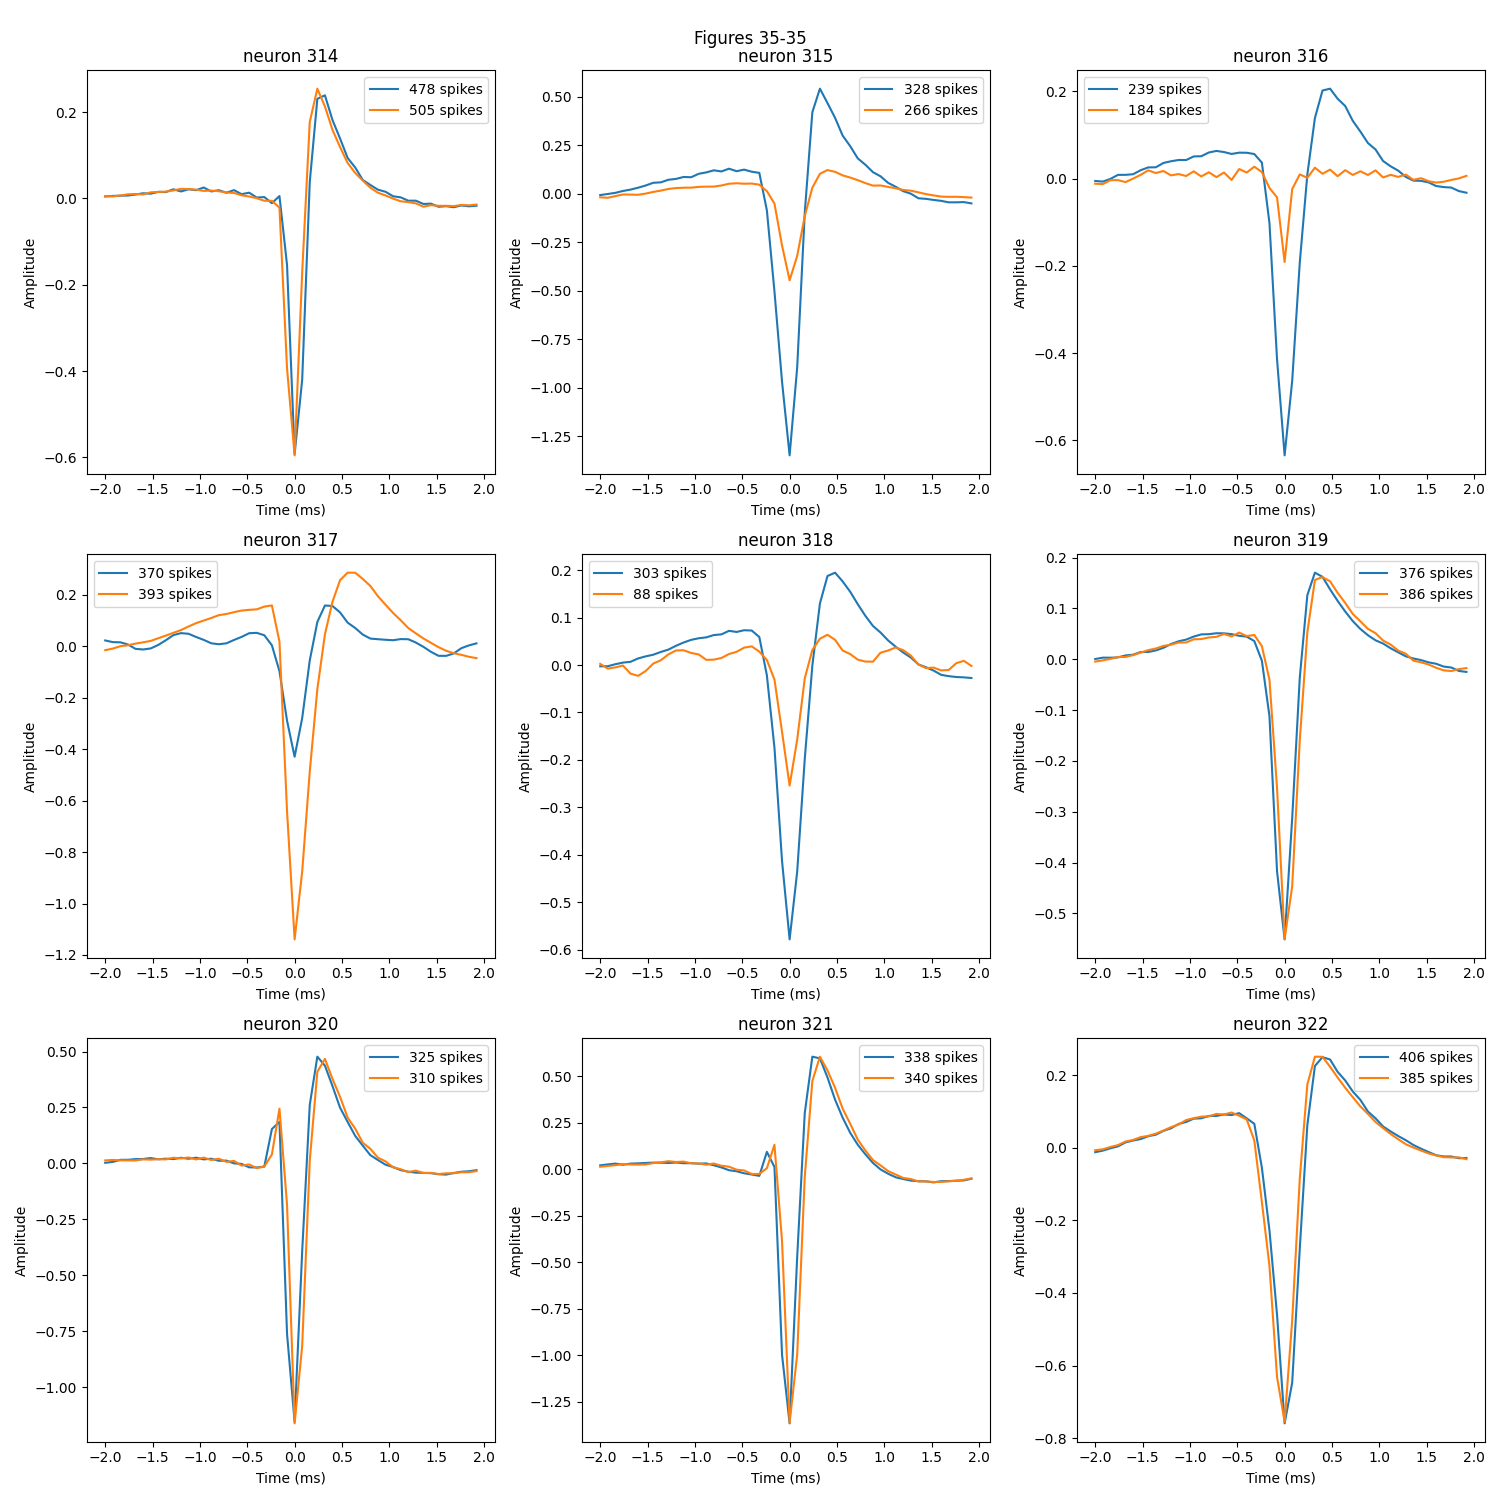 Figures 35-35
neuron 314
478 spikes
505 spikes
0.2
0.0
−0.2
−0.4
−0.6
Amplitude
−2.0 −1.5 −1.0 −0.5 0.0 0.5 1.0 1.5 2.0
Time (ms)
neuron 315
328 spikes
266 spikes
0.50
0.25
0.00
−0.25
−0.50
−0.75
−1.00
−1.25
Amplitude
−2.0 −1.5 −1.0 −0.5 0.0 0.5 1.0 1.5 2.0
Time (ms)
neuron 316
239 spikes
184 spikes
0.2
0.0
−0.2
−0.4
−0.6
Amplitude
−2.0 −1.5 −1.0 −0.5 0.0 0.5 1.0 1.5 2.0
Time (ms)
neuron 317
370 spikes
393 spikes
0.2
0.0
−0.2
−0.4
−0.6
−0.8
−1.0
−1.2
Amplitude
−2.0 −1.5 −1.0 −0.5 0.0 0.5 1.0 1.5 2.0
Time (ms)
neuron 318
303 spikes
88 spikes
0.2
0.1
0.0
−0.1
−0.2
−0.3
−0.4
−0.5
−0.6
Amplitude
−2.0 −1.5 −1.0 −0.5 0.0 0.5 1.0 1.5 2.0
Time (ms)
neuron 319
376 spikes
386 spikes
0.2
0.1
0.0
−0.1
−0.2
−0.3
−0.4
−0.5
Amplitude
−2.0 −1.5 −1.0 −0.5 0.0 0.5 1.0 1.5 2.0
Time (ms)
neuron 320
325 spikes
310 spikes
0.50
0.25
0.00
−0.25
−0.50
−0.75
−1.00
Amplitude
−2.0 −1.5 −1.0 −0.5 0.0 0.5 1.0 1.5 2.0
Time (ms)
neuron 321
338 spikes
340 spikes
0.50
0.25
0.00
−0.25
−0.50
−0.75
−1.00
−1.25
Amplitude
−2.0 −1.5 −1.0 −0.5 0.0 0.5 1.0 1.5 2.0
Time (ms)
neuron 322
406 spikes
385 spikes
0.2
0.0
−0.2
−0.4
−0.6
−0.8
Amplitude
−2.0 −1.5 −1.0 −0.5 0.0 0.5 1.0 1.5 2.0
Time (ms)